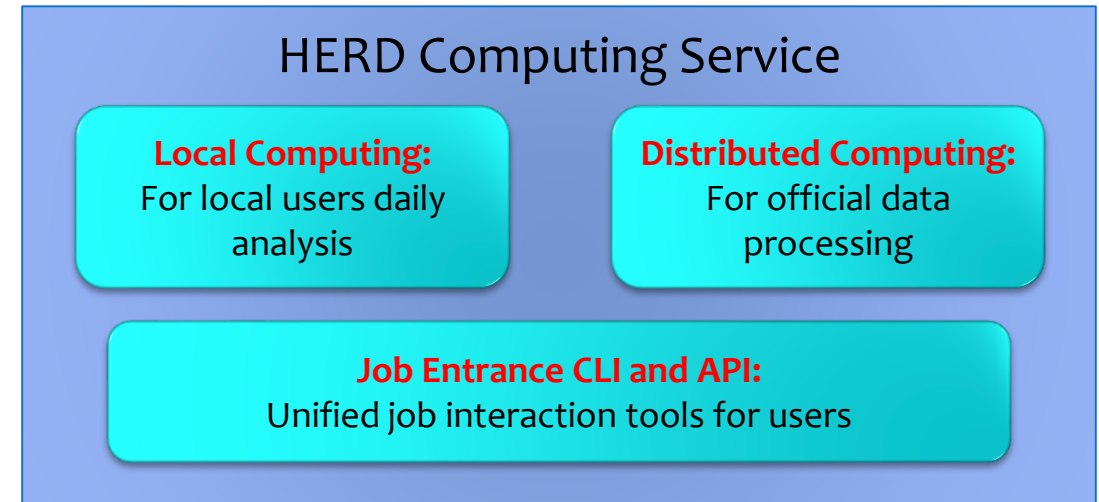 HERD Computing Service
Local Computing:
For local users daily
analysis
Distributed Computing:
For official data
processing
Job Entrance CLI and API:
Unified job interaction tools for users